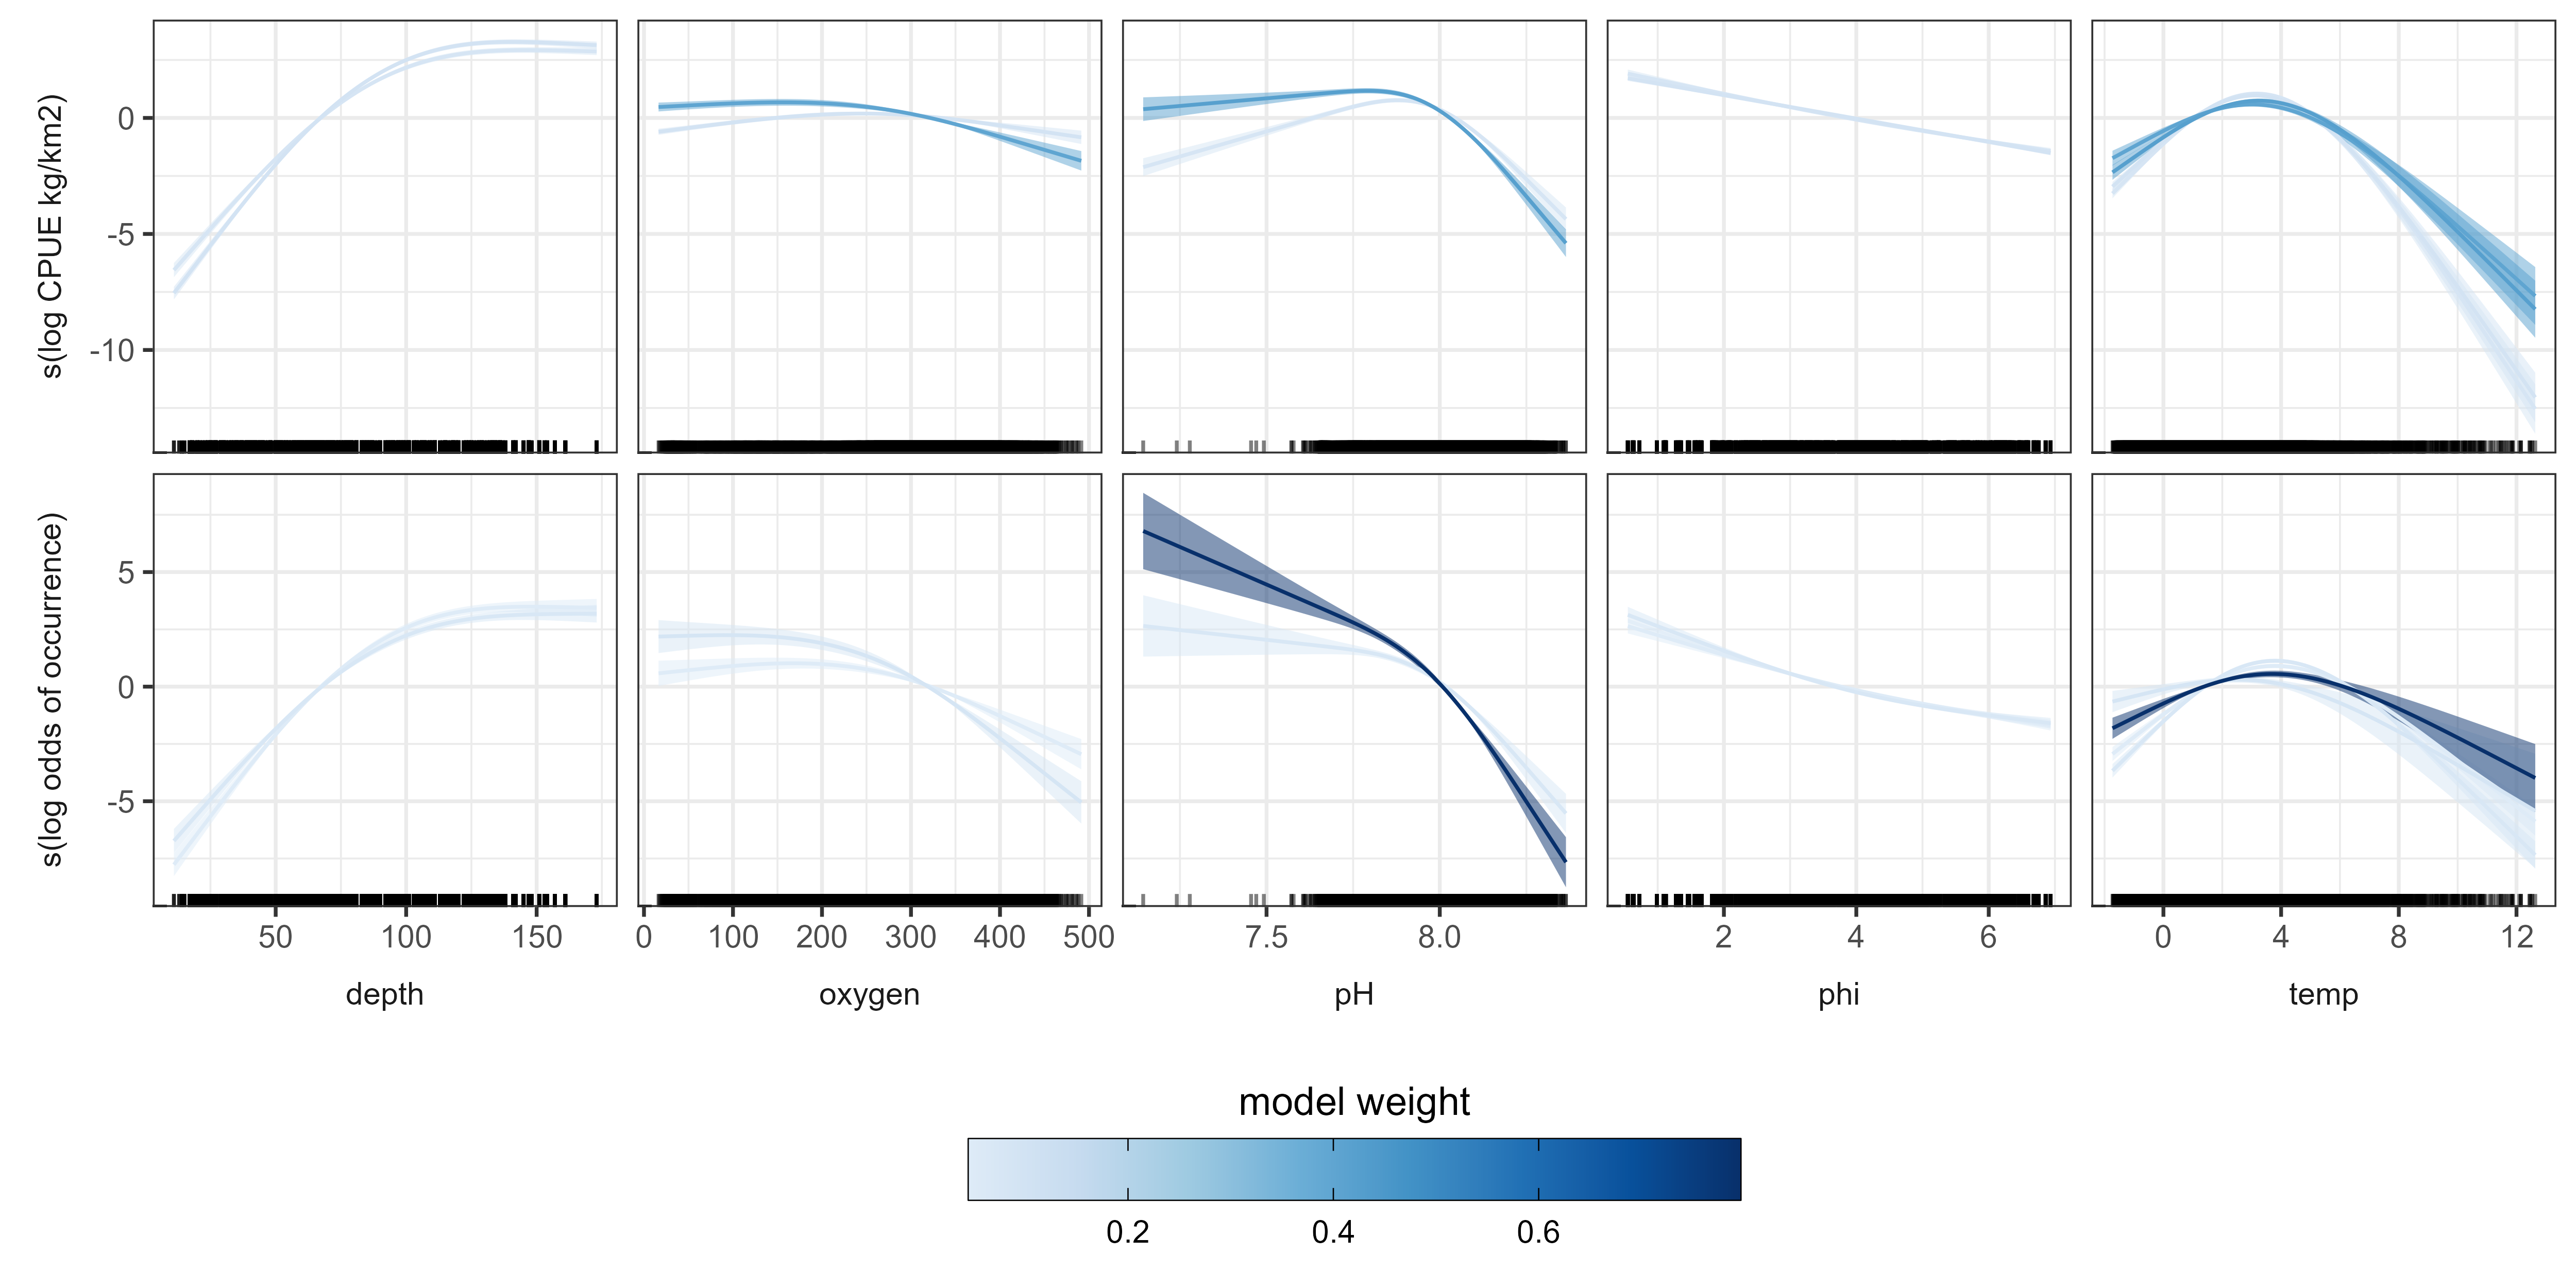 s(log CPUE kg/km2)
0
-5
-10
s(log odds of occurrence)
5
0
-5
50 100 150
0 100 200 300 400 500
7.5 8.0
2 4 6
0 4 8 12
depth oxygen pH phi temp
model weight
0.2 0.4 0.6